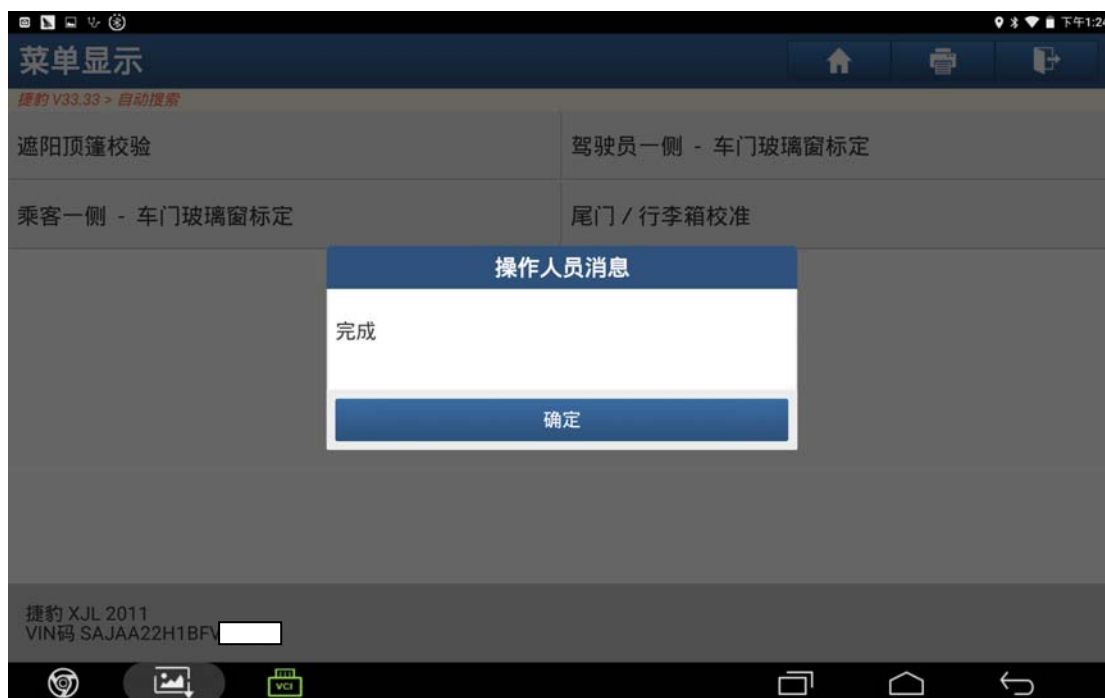 下午1:24
菜单显示
捷豹 V33.33 > 自动搜索
遮阳顶篷校验
驾驶员一侧 - 车门玻璃窗标定
乘客一侧 - 车门玻璃窗标定
尾门 / 行李箱校准
操作人员消息
完成
确定
捷豹 XJL 2011
VIN码 SAJAA22H1BFV
VCI